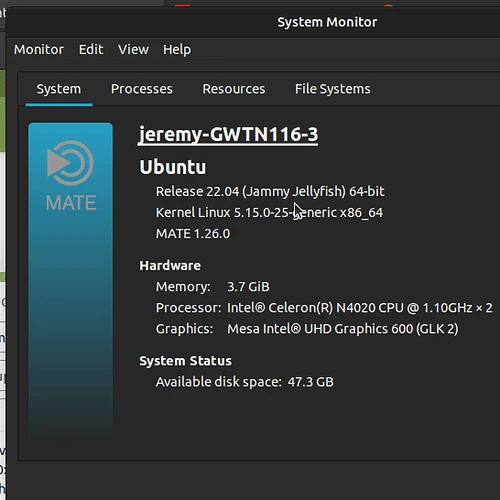 System Monitor
Monitor Edit View Help
System Processes Resources File Systems
MATE
jeremy-GWTN116-3
Ubuntu
Release 22.04 (Jammy Jellyfish) 64-bit
Kernel Linux 5.15.0-25-generic x86_64
MATE 1.26.0
Hardware
Memory: 3.7 GiB
Processor: Intel® Celeron(R) N4020 CPU @ 1.10GHz × 2
Graphics: Mesa Intel® UHD Graphics 600 (GLK 2)
System Status
Available disk space: 47.3 GB